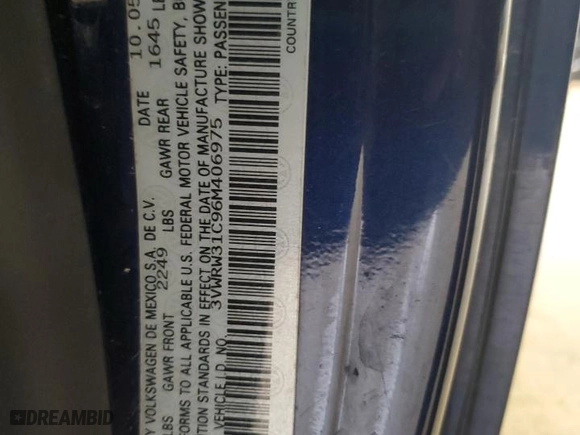 Y VOLKSWAGEN DE MEXICO S.A. DE C.V. DATE 10.05
LBS GAWR FRONT 2249 LBS GAWR REAR 1645 LB
FORMS TO ALL APPLICABLE U.S. FEDERAL MOTOR VEHICLE SAFETY, B
TION STANDARDS IN EFFECT ON THE DATE OF MANUFACTURE SHOW
VEHICLE I.D. NO. 3VWRW31C96M406975 TYPE: PASSEN
COUNTR
DREAMBID